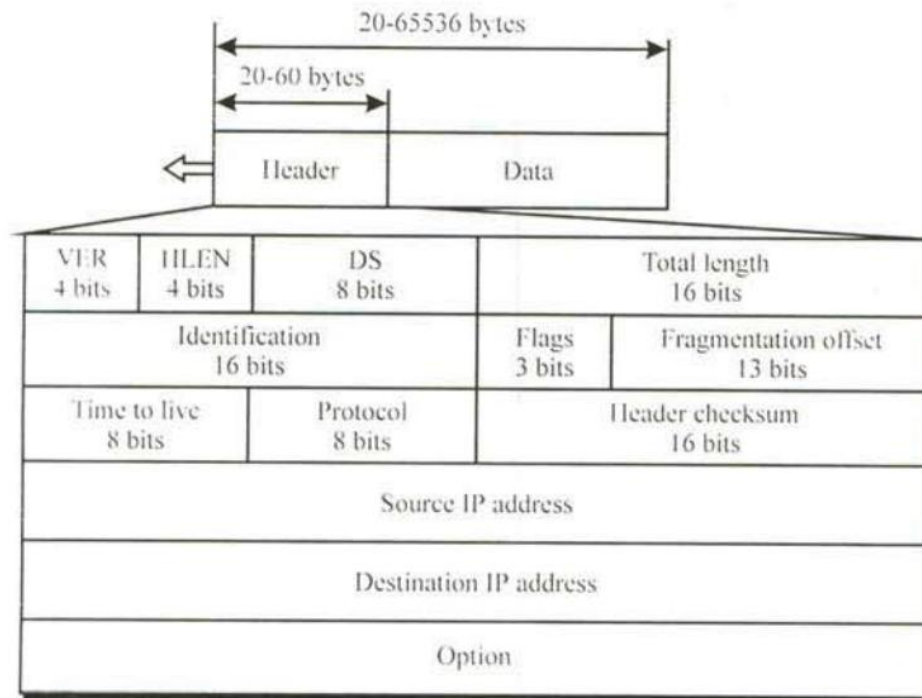 20-65536 bytes
20-60 bytes
Header
Data
VER
4 bits
HLEN
4 bits
DS
8 bits
Total length
16 bits
Identification
16 bits
Flags
3 bits
Fragmentation offset
13 bits
Time to live
8 bits
Protocol
8 bits
Header checksum
16 bits
Source IP address
Destination IP address
Option